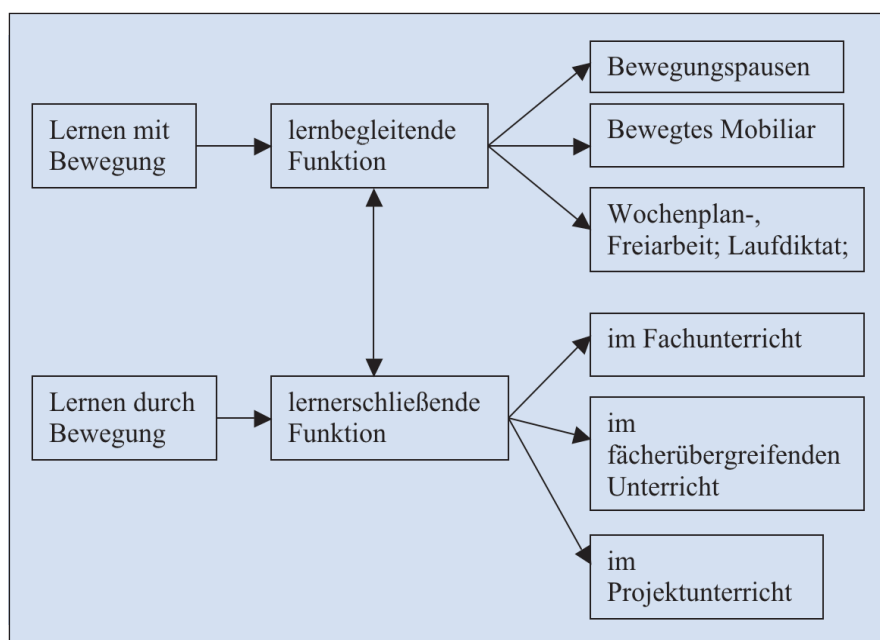 Bewegungspausen
Lernen mit
Bewegung
lernbegleitende
Funktion
Bewegtes Mobiliar
Wochenplan-,
Freiarbeit; Laufdiktat;
im Fachunterricht
Lernen durch
Bewegung
lernerschließende
Funktion
im
fächerübergreifenden
Unterricht
im
Projektunterricht